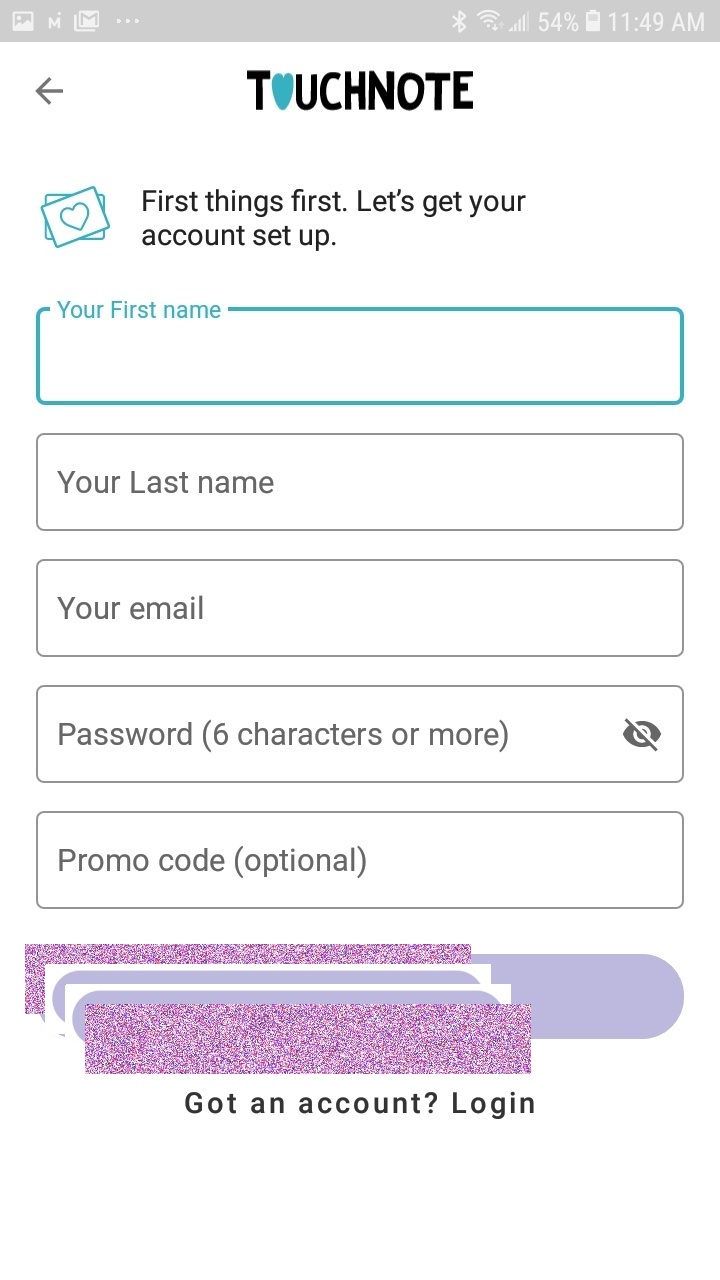 54% 11:49 AM
TOUCHNOTE
First things first. Let's get your
account set up.
Your First name
Your Last name
Your email
Password (6 characters or more)
Promo code (optional)
Got an account? Login